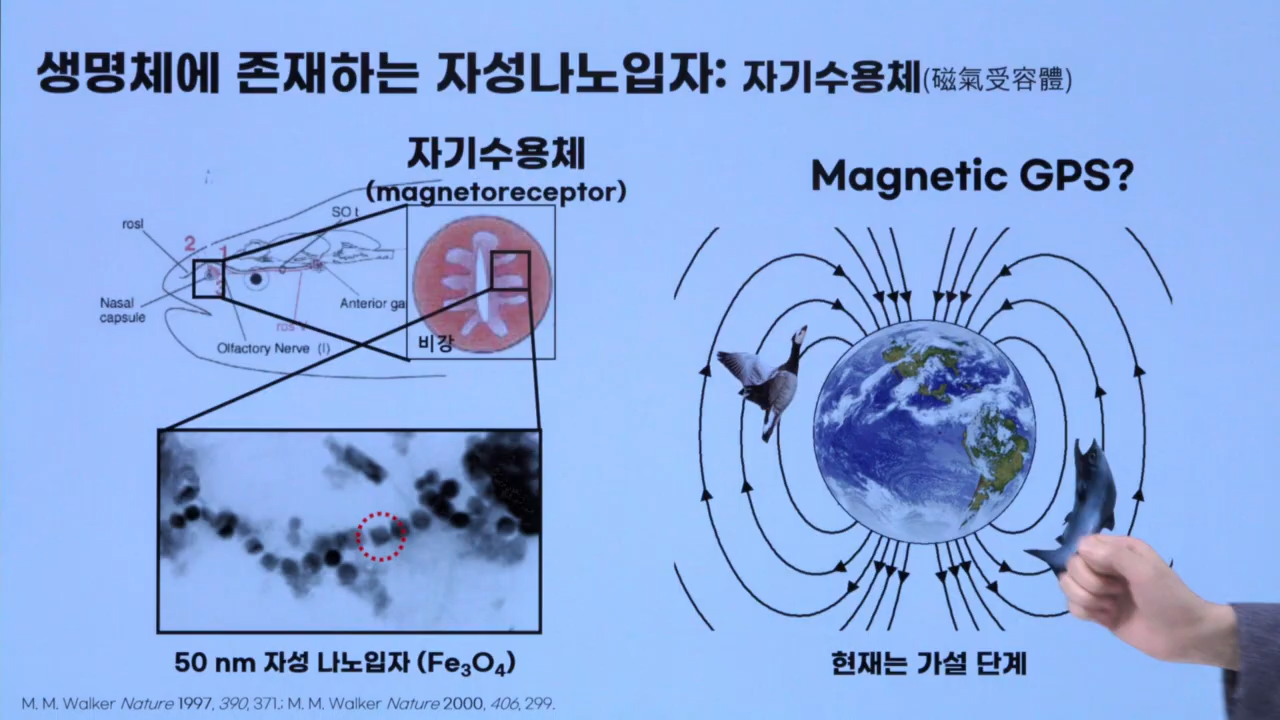 생명체에 존재하는 자성나노입자: 자기수용체(磁氣受容體)
자기수용체
(magnetoreceptor)
Magnetic GPS?
SO t
rosl
2
1
3
Nasal
capsule
Anterior ga
ros V
Olfactory Nerve (I)
비강
50 nm 자성 나노입자 (Fe₃O₄)
현재는 가설 단계
M. M. Walker Nature 1997, 390, 371.; M. M. Walker Nature 2000, 406, 299.